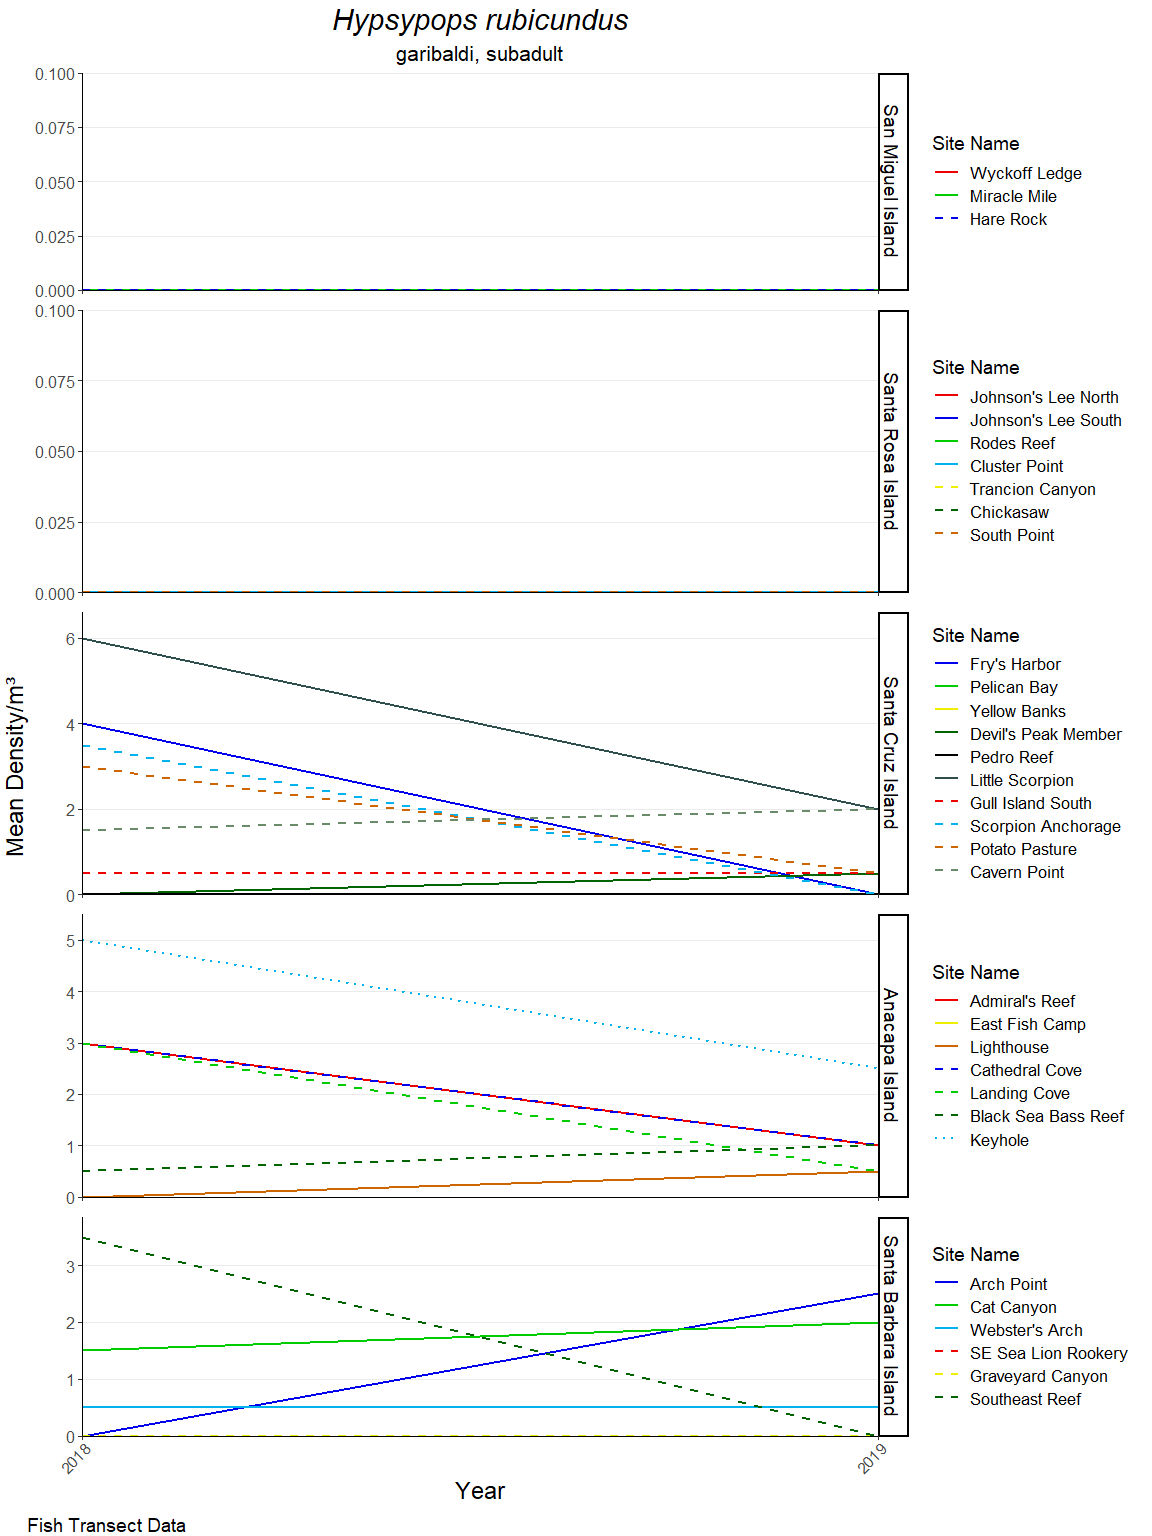 Hypsypops rubicundus
garibaldi, subadult
Mean Density/m³
0.100
0.075
0.050
0.025
0.000
San Miguel Island
Site Name
Wyckoff Ledge
Miracle Mile
Hare Rock
0.100
0.075
0.050
0.025
0.000
Santa Rosa Island
Site Name
Johnson's Lee North
Johnson's Lee South
Rodes Reef
Cluster Point
Trancion Canyon
Chickasaw
South Point
6
4
2
0
Santa Cruz Island
Site Name
Fry's Harbor
Pelican Bay
Yellow Banks
Devil's Peak Member
Pedro Reef
Little Scorpion
Gull Island South
Scorpion Anchorage
Potato Pasture
Cavern Point
5
4
3
2
1
0
Anacapa Island
Site Name
Admiral's Reef
East Fish Camp
Lighthouse
Cathedral Cove
Landing Cove
Black Sea Bass Reef
Keyhole
3
2
1
0
Santa Barbara Island
Site Name
Arch Point
Cat Canyon
Webster's Arch
SE Sea Lion Rookery
Graveyard Canyon
Southeast Reef
2018
2019
Year
Fish Transect Data